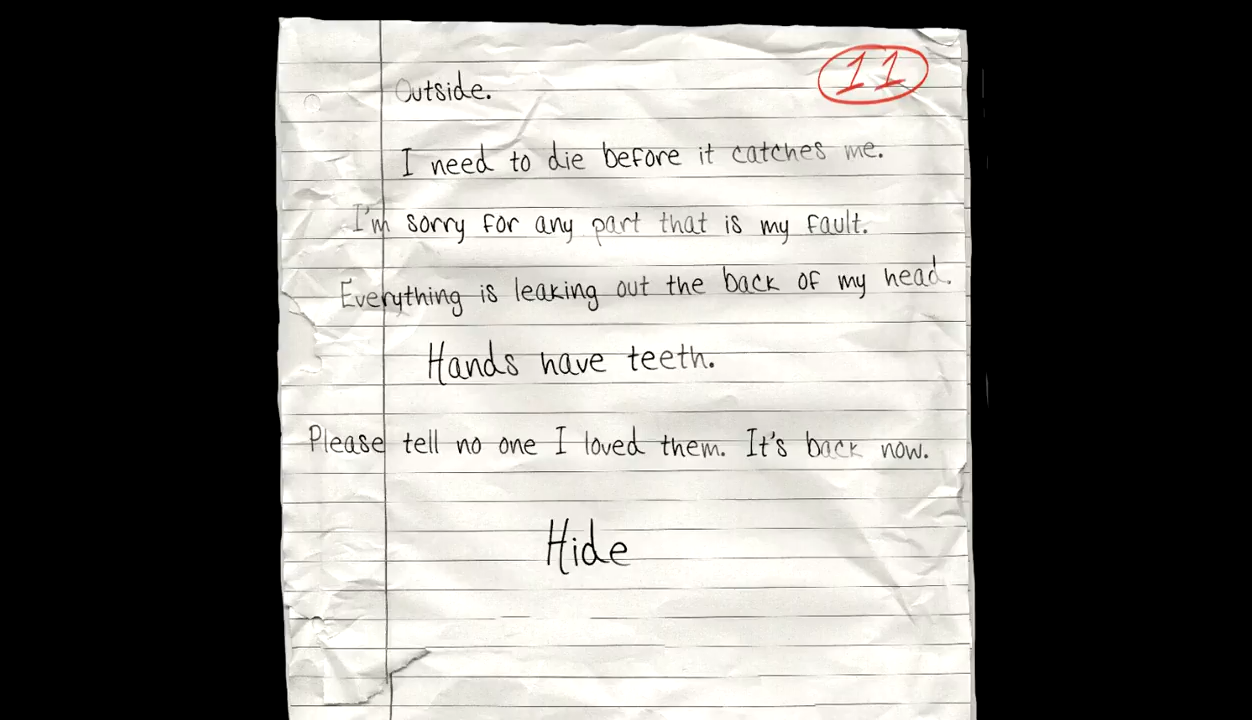 11
Outside.
I need to die before it catches me.
I'm sorry for any part that is my fault.
Everything is leaking out the back of my head.
Hands have teeth.
Please tell no one I loved them. It's back now.
Hide